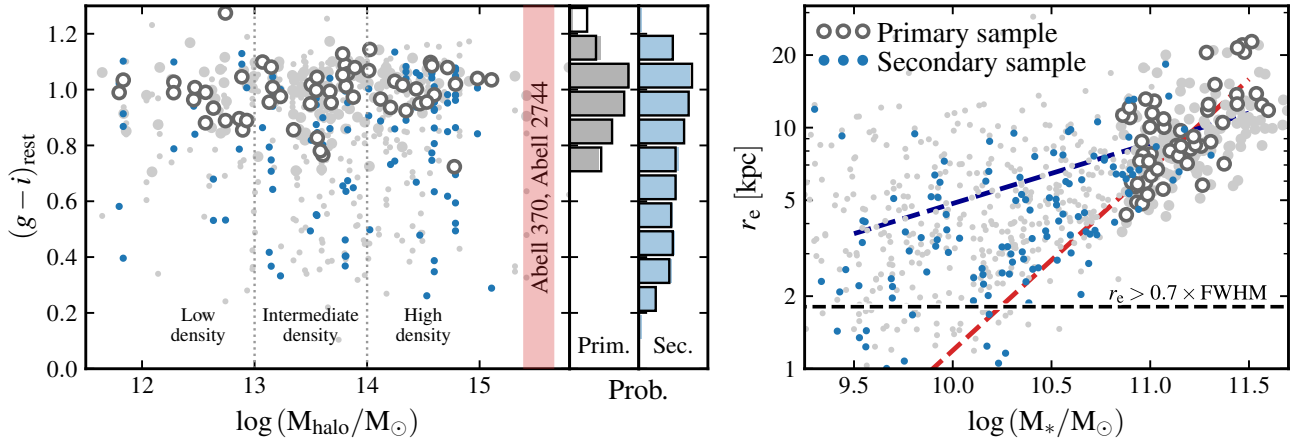 (g − i)rest
1.2
1.0
0.8
0.6
0.4
0.2
0.0
Low
density
Intermediate
density
High
density
Abell 370, Abell 2744
Prim.
Sec.
12
13
14
15
log (Mhalo/M⊙)
Prob.
re [kpc]
20
10
5
2
1
Primary sample
Secondary sample
re > 0.7 × FWHM
9.5
10.0
10.5
11.0
11.5
log (M*/M⊙)